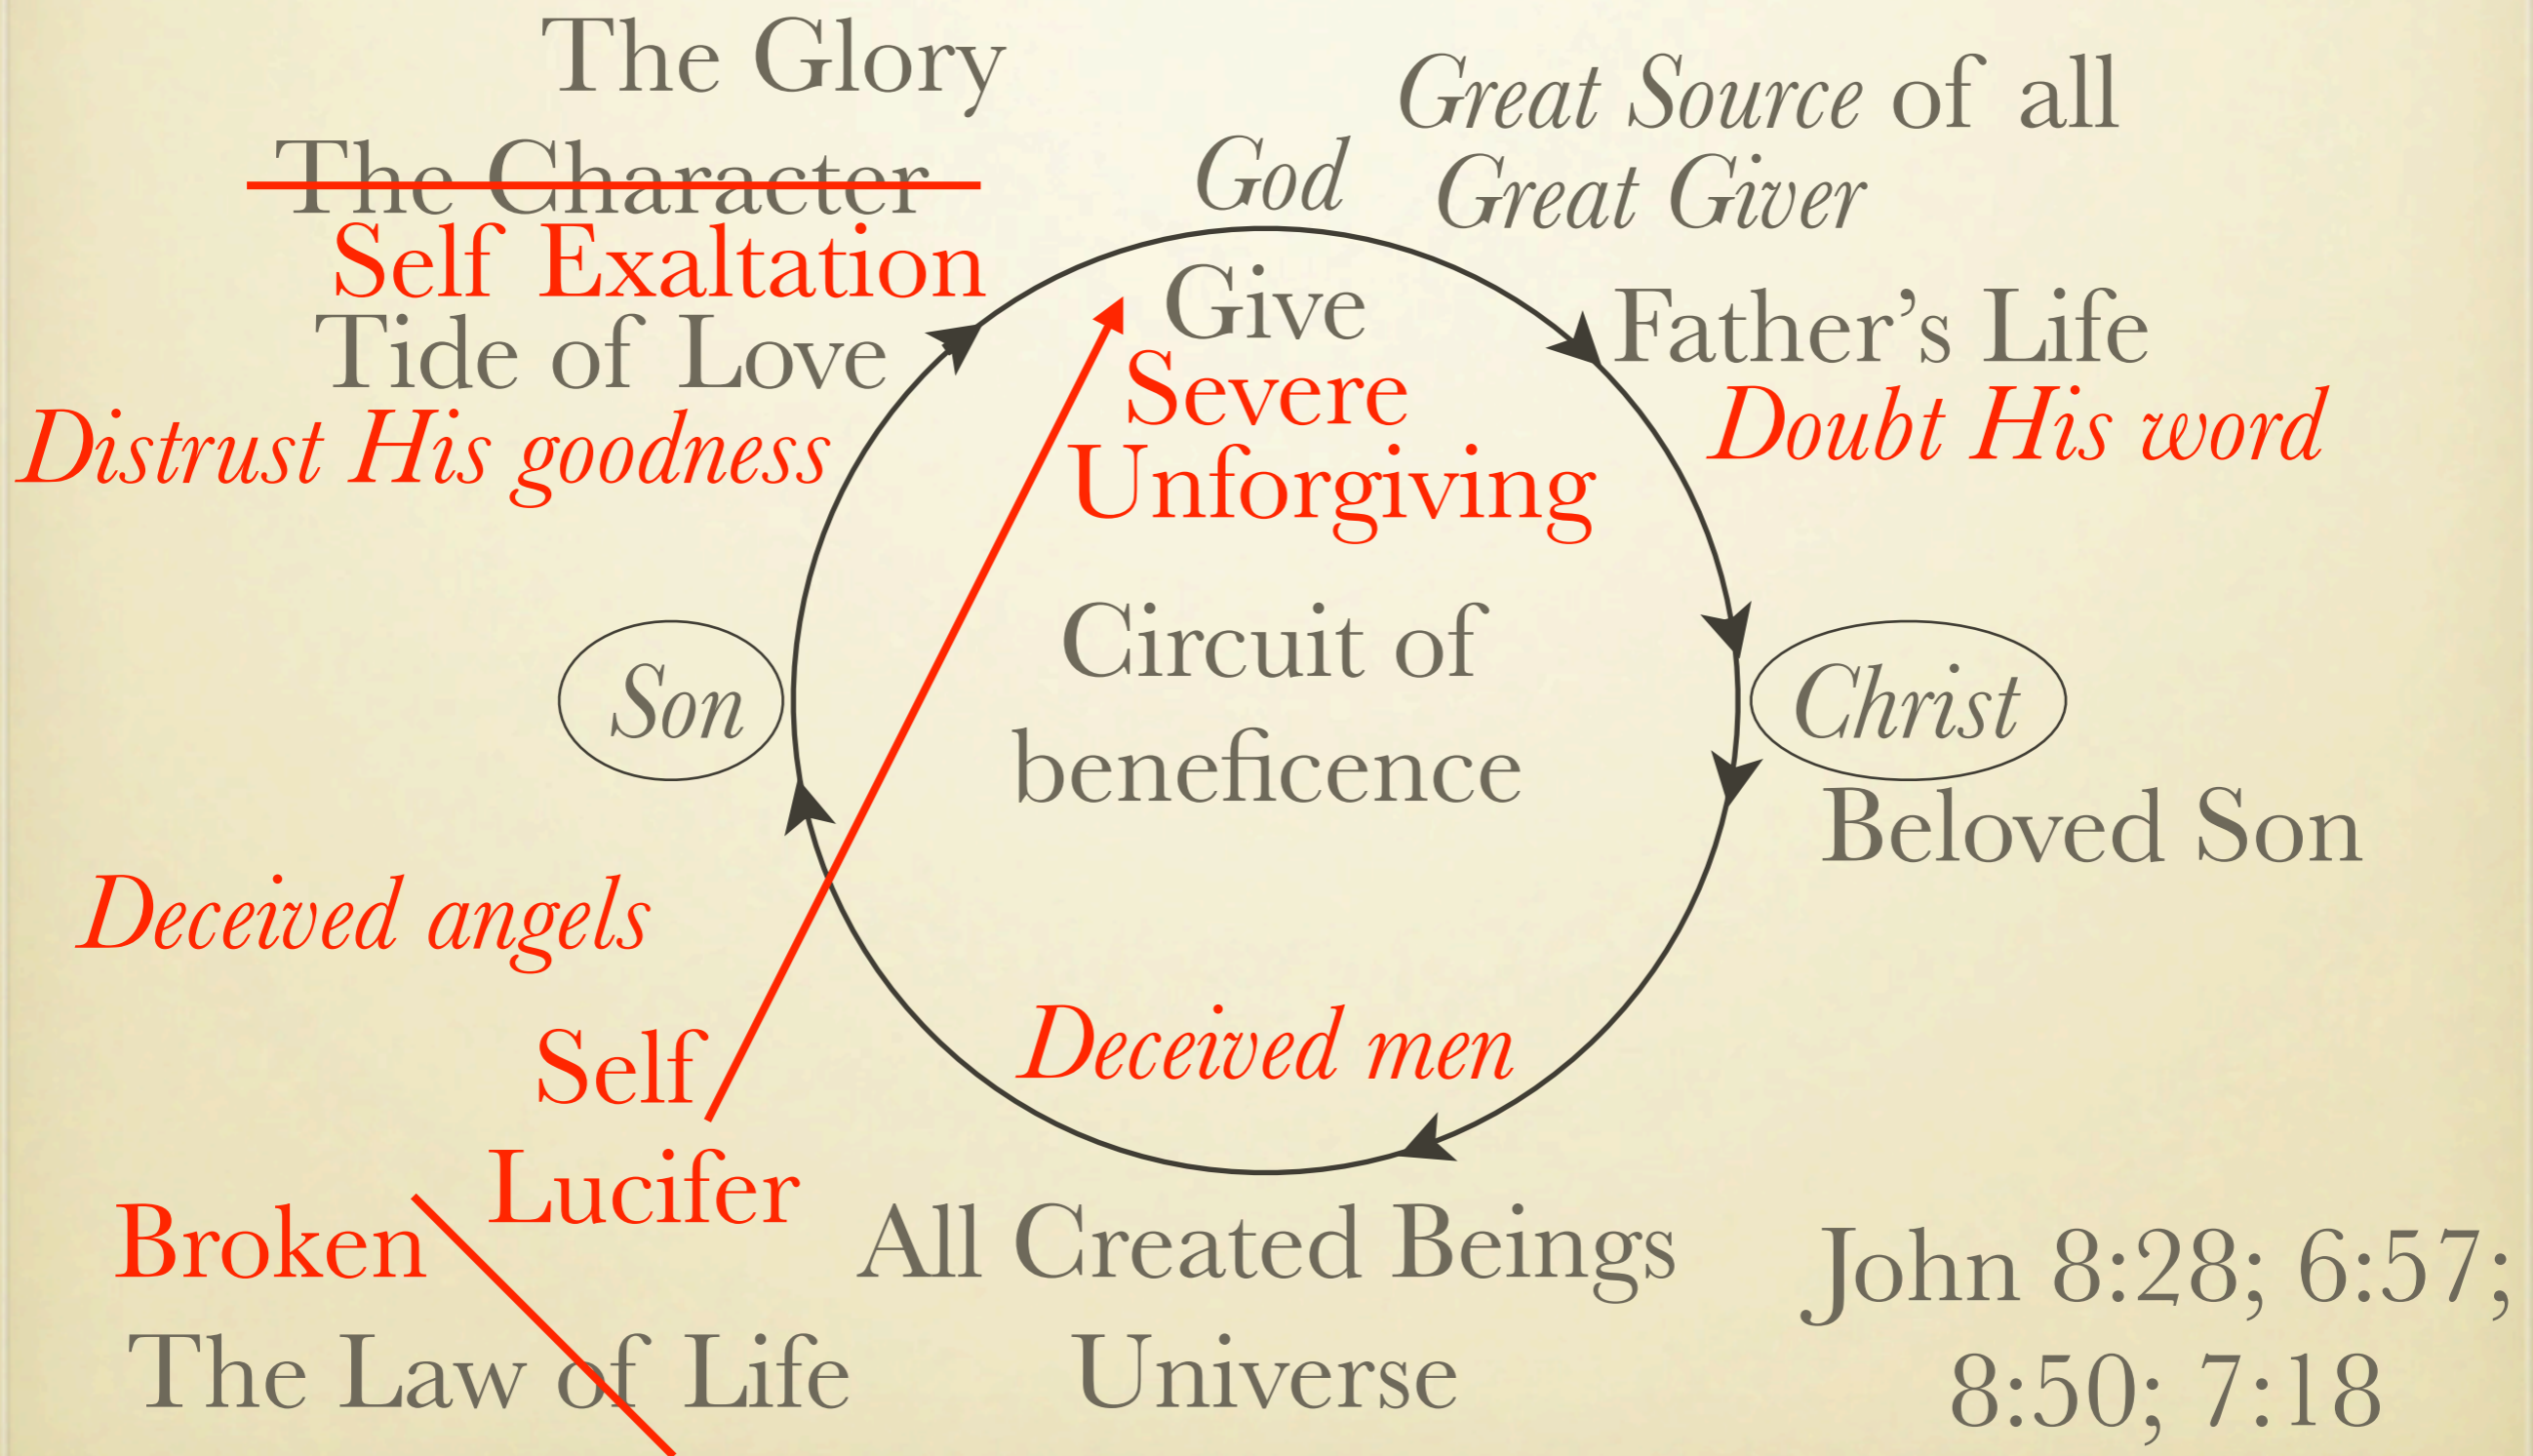 The Glory
The Character
Self Exaltation
Tide of Love
Distrust His goodness
God
Great Source of all
Great Giver
Give
Severe
Unforgiving
Father’s Life
Doubt His word
Circuit of
beneficence
Son
Christ
Beloved Son
Deceived angels
Self
Lucifer
Deceived men
Broken
The Law of Life
All Created Beings
Universe
John 8:28; 6:57;
8:50; 7:18